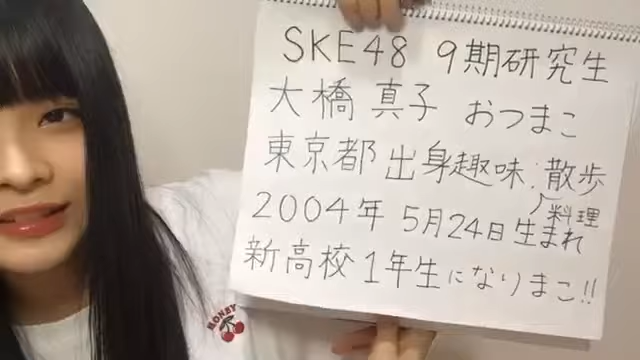 SKE48 9期研究生
大橋 真子 おつまこ
東京都 出身趣味:散歩
料理
2004年 5月24日生まれ
新高校1年生になりまこ!!
HONEY